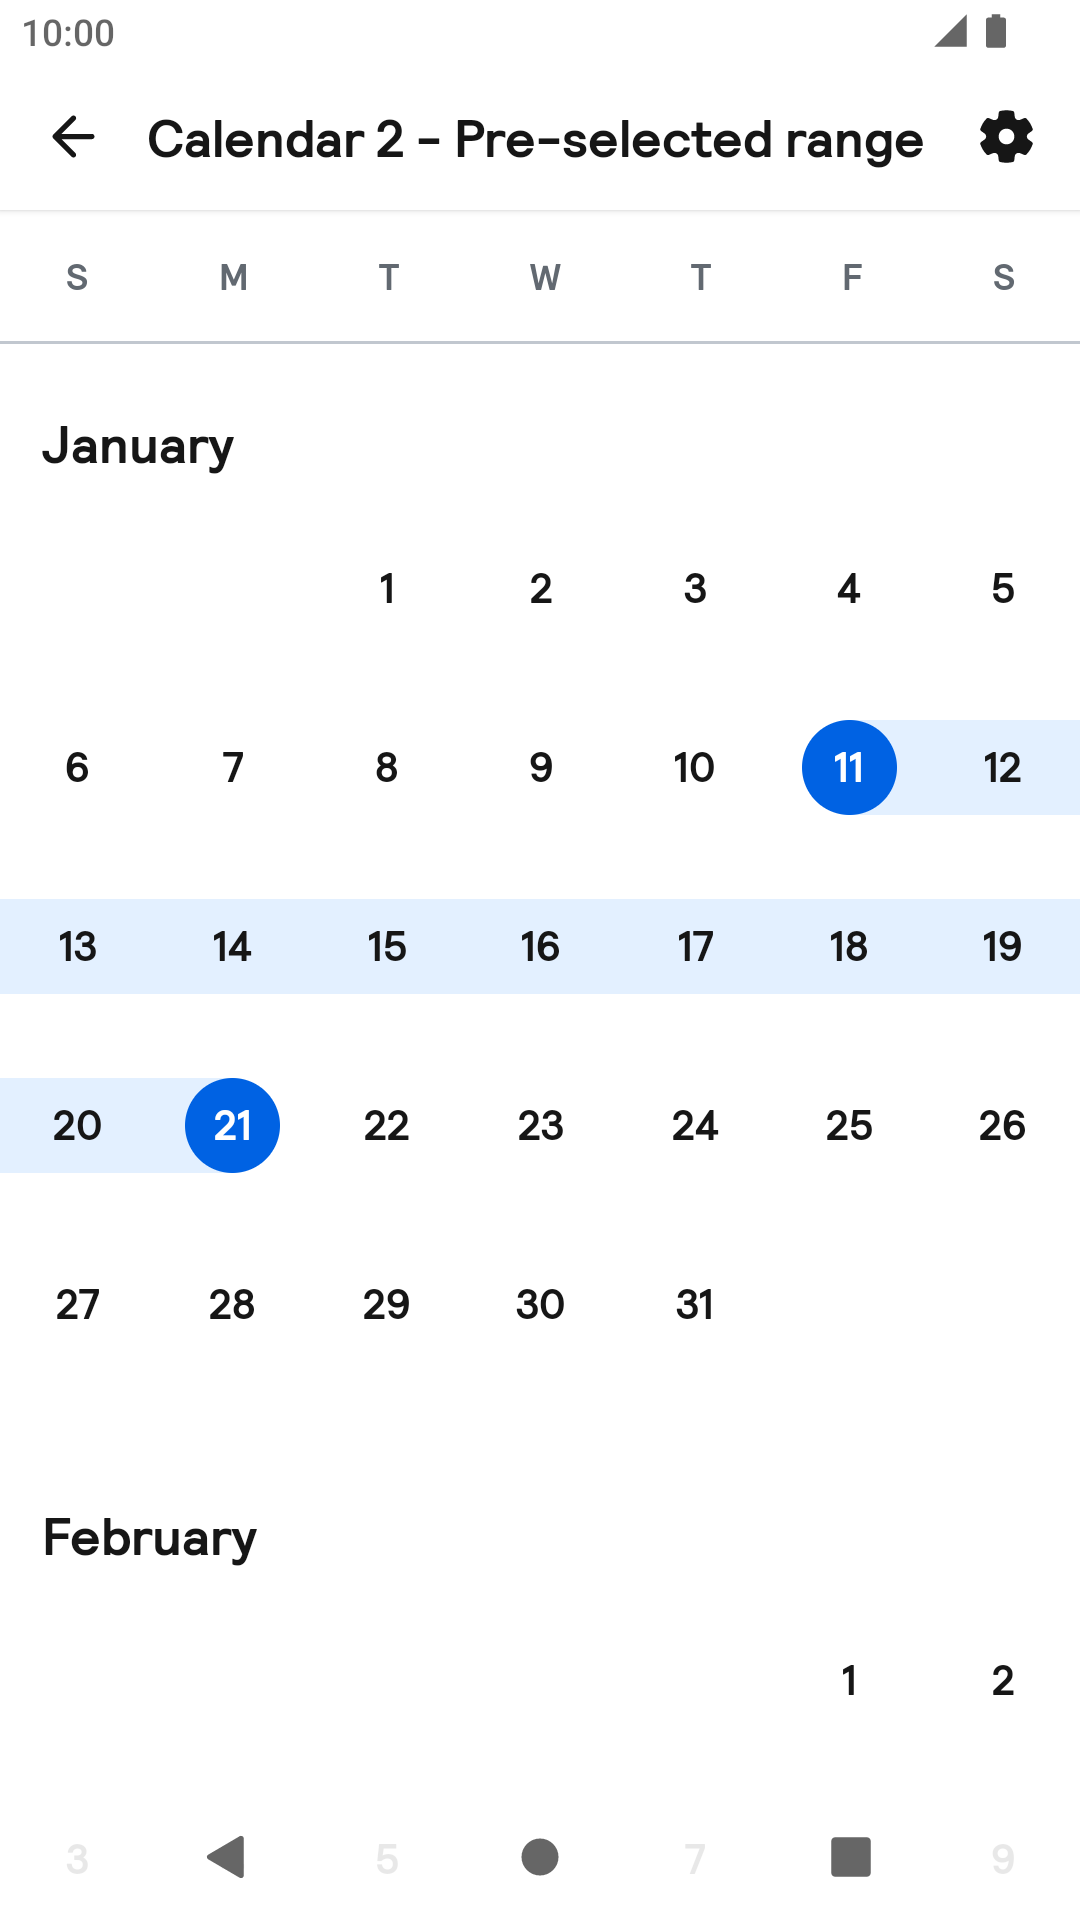 10:00
Calendar 2 - Pre-selected range
S M T W T F S
January
1 2 3 4 5
6 7 8 9 10 11 12
13 14 15 16 17 18 19
20 21 22 23 24 25 26
27 28 29 30 31
February
1 2
3 5 7 9